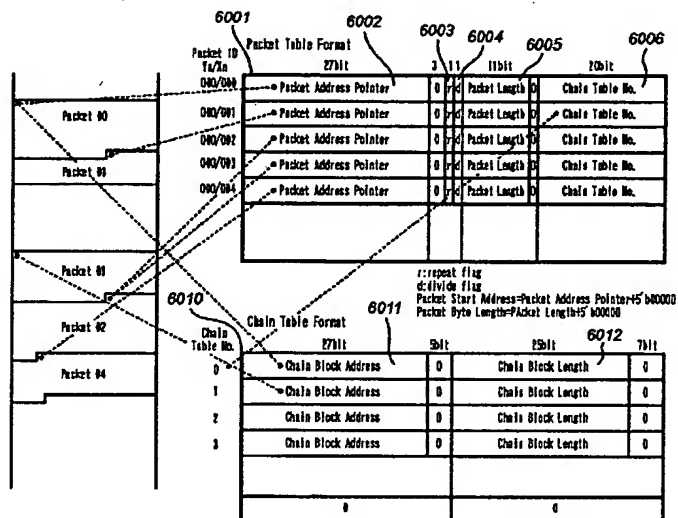 6001 6002 6003 6004 6005 6006
Packet ID
Packet Table Format
Yn/Xn 27bit 3 1 1 11bit 20bit
000/000 Packet Address Pointer 0 r d Packet Length 0 Chain Table No.
000/001 Packet Address Pointer 0 r d Packet Length 0 Chain Table No.
000/002 Packet Address Pointer 0 r d Packet Length 0 Chain Table No.
000/003 Packet Address Pointer 0 r d Packet Length 0 Chain Table No.
000/004 Packet Address Pointer 0 r d Packet Length 0 Chain Table No.
Packet 00
Packet 01
Packet 02
Packet 04
r:repeat flag
d:divide flag
Packet Start Address=Packet Address Pointer+5'b00000
Packet Byte Length=PAcket Length+5'b00000
6010 6011 6012
Chain Table Format
Chain
Table No. 27bit 5bit 25bit 7bit
0 Chain Block Address 0 Chain Block Length 0
1 Chain Block Address 0 Chain Block Length 0
2 Chain Block Address 0 Chain Block Length 0
3 Chain Block Address 0 Chain Block Length 0
0 0